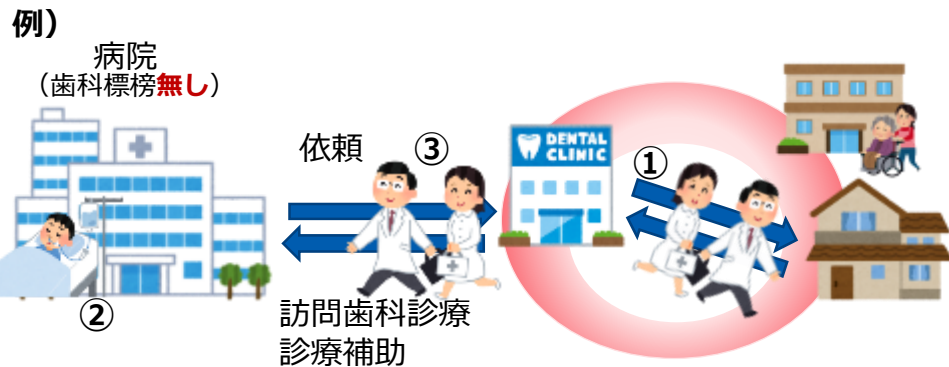 例）
病院
（歯科標榜無し）
依頼
③
DENTAL
CLINIC
①
②
訪問歯科診療
診療補助